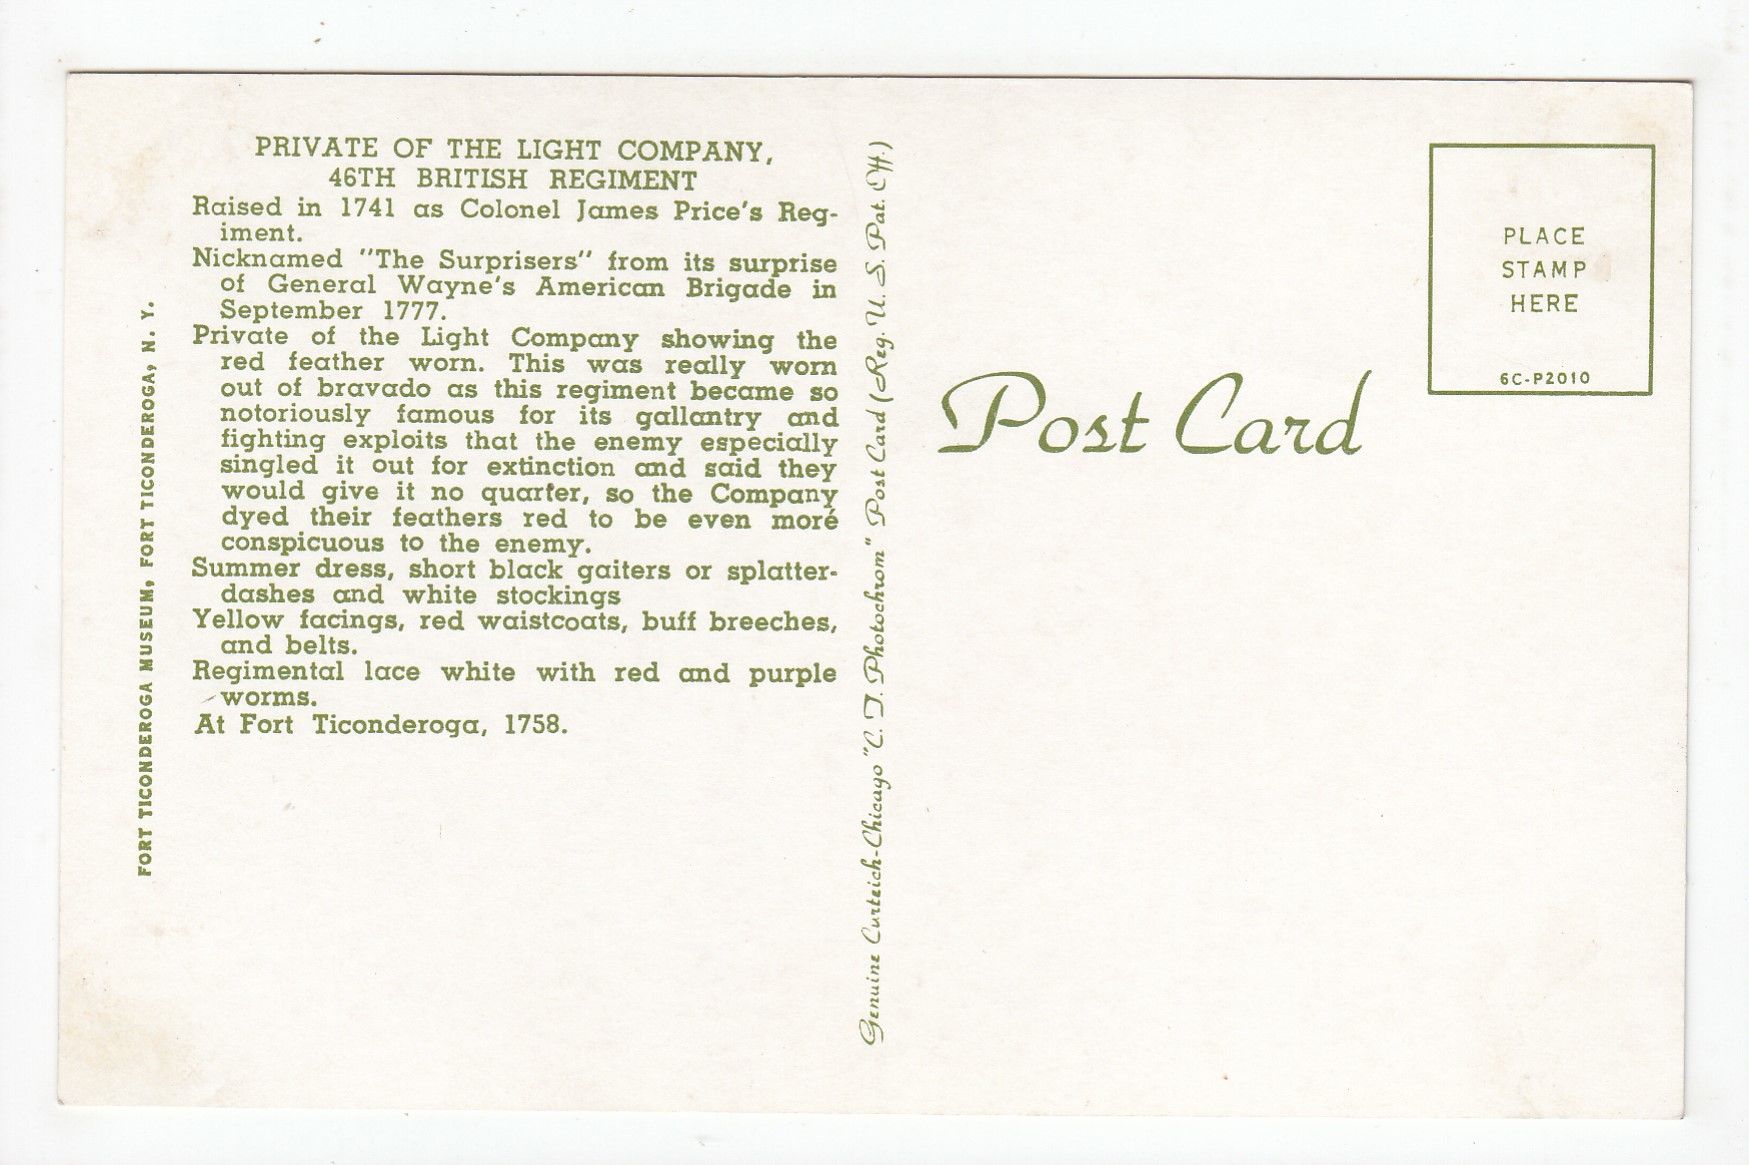 PRIVATE OF THE LIGHT COMPANY,
46TH BRITISH REGIMENT
Raised in 1741 as Colonel James Price's Reg-
iment.
Nicknamed "The Surprisers" from its surprise
of General Wayne's American Brigade in
September 1777.
Private of the Light Company showing the
red feather worn. This was really worn
out of bravado as this regiment became so
notoriously famous for its gallantry and
fighting exploits that the enemy especially
singled it out for extinction and said they
would give it no quarter, so the Company
dyed their feathers red to be even more
conspicuous to the enemy.
Summer dress, short black gaiters or splatter-
dashes and white stockings
Yellow facings, red waistcoats, buff breeches,
and belts.
Regimental lace white with red and purple
worms.
At Fort Ticonderoga, 1758.
FORT TICONDEROGA MUSEUM, FORT TICONDEROGA, N. Y.
Genuine Curteich-Chicago "C. T. Photochrom" Post Card (Reg. U. S. Pat. Off.)
Post Card
PLACE
STAMP
HERE
6C-P2010